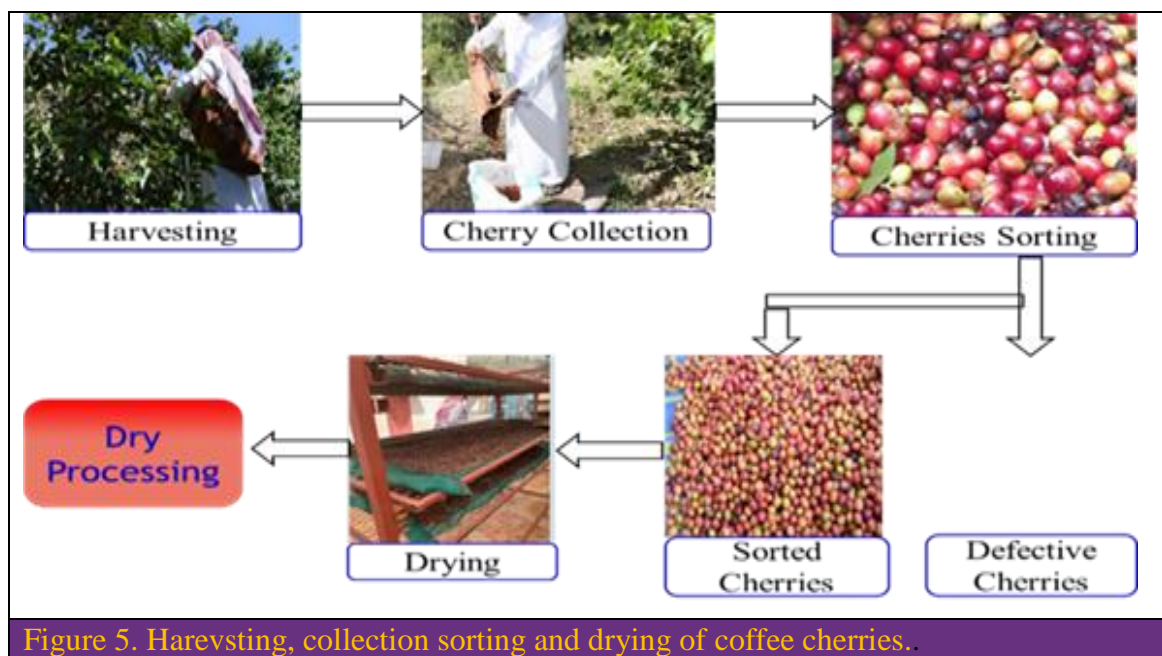 Harvesting
Cherry Collection
Cherries Sorting
Dry
Processing
Drying
Sorted
Cherries
Defective
Cherries
Figure 5. Harevsting, collection sorting and drying of coffee cherries..